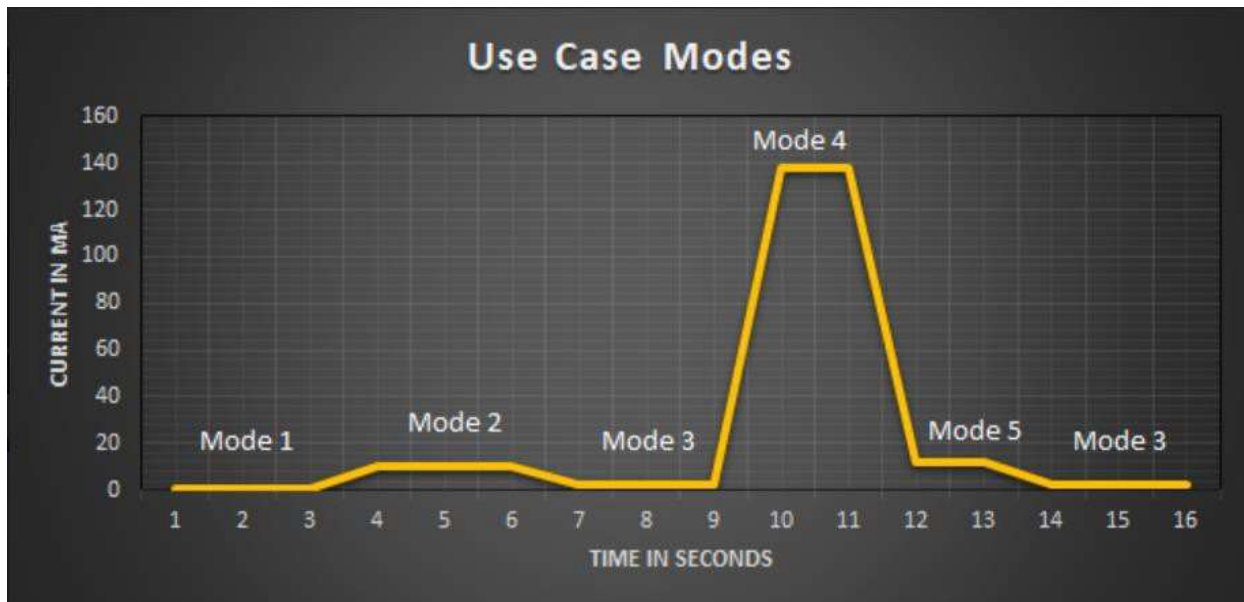 Use Case Modes
CURRENT IN MA
160
140
120
100
80
60
40
20
0
Mode 1
Mode 2
Mode 3
Mode 4
Mode 5
Mode 3
1 2 3 4 5 6 7 8 9 10 11 12 13 14 15 16
TIME IN SECONDS